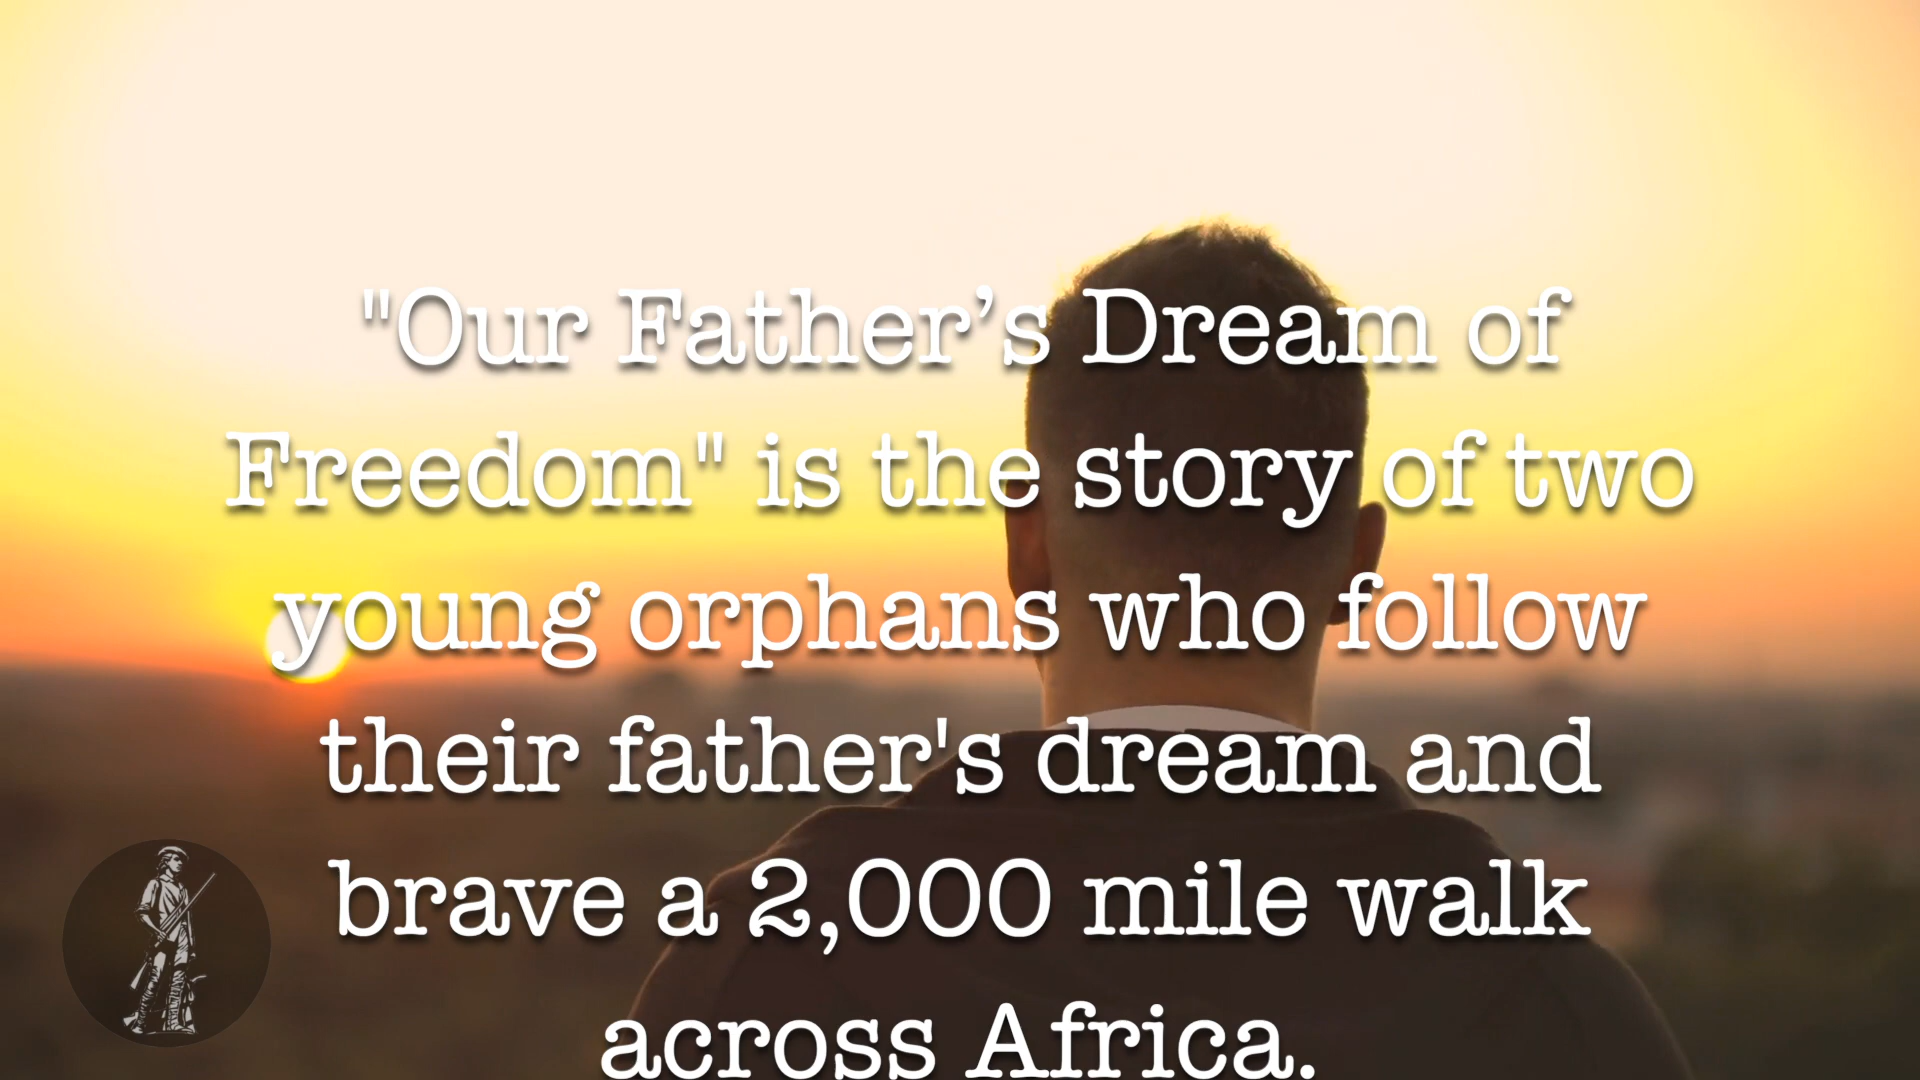 "Our Father’s Dream of
Freedom" is the story of two
young orphans who follow
their father's dream and
brave a 2,000 mile walk
across Africa.